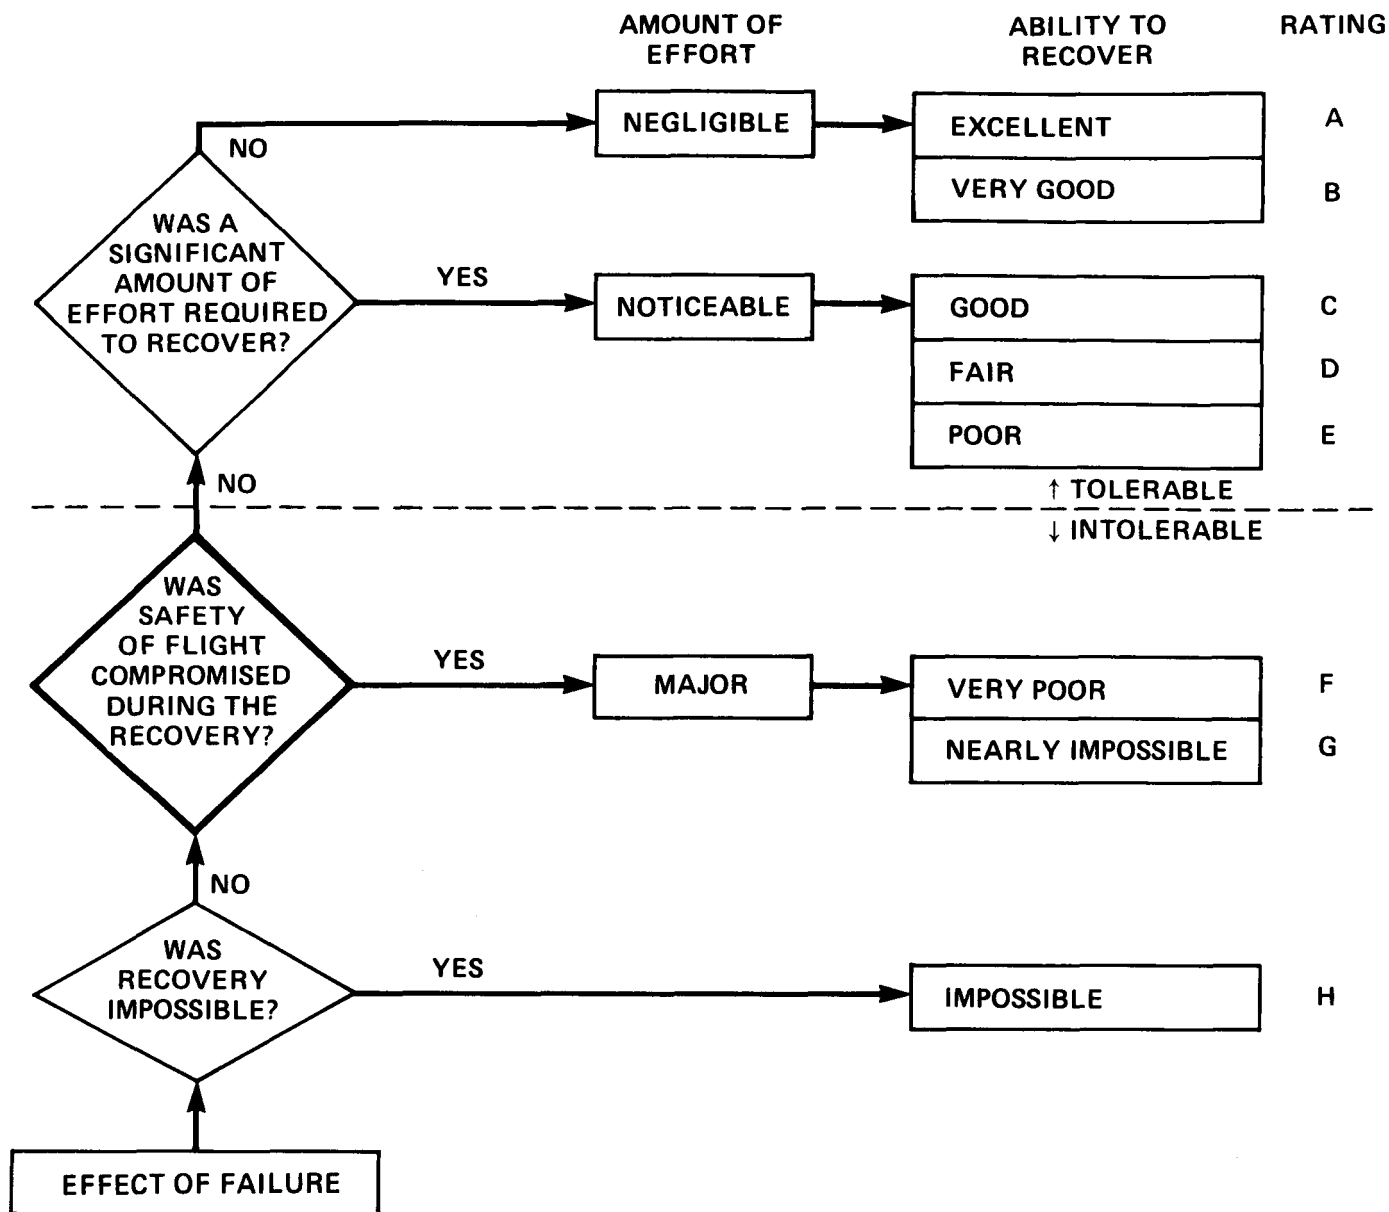 AMOUNT OF
EFFORT
ABILITY TO
RECOVER
RATING
NEGLIGIBLE
EXCELLENT
A
NO
VERY GOOD
B
WAS A
SIGNIFICANT
AMOUNT OF
EFFORT REQUIRED
TO RECOVER?
YES
NOTICEABLE
GOOD
C
FAIR
D
POOR
E
NO
↑ TOLERABLE
↓ INTOLERABLE
WAS
SAFETY
OF FLIGHT
COMPROMISED
DURING THE
RECOVERY?
YES
MAJOR
VERY POOR
F
NEARLY IMPOSSIBLE
G
NO
WAS
RECOVERY
IMPOSSIBLE?
YES
IMPOSSIBLE
H
EFFECT OF FAILURE